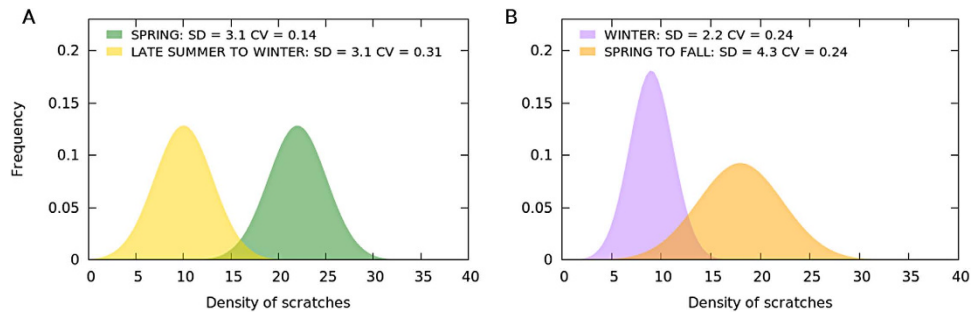 A
SPRING: SD = 3.1 CV = 0.14
LATE SUMMER TO WINTER: SD = 3.1 CV = 0.31
0.2
0.15
0.1
0.05
0
Frequency
0 5 10 15 20 25 30 35 40
Density of scratches
B
WINTER: SD = 2.2 CV = 0.24
SPRING TO FALL: SD = 4.3 CV = 0.24
0.2
0.15
0.1
0.05
0
0 5 10 15 20 25 30 35 40
Density of scratches